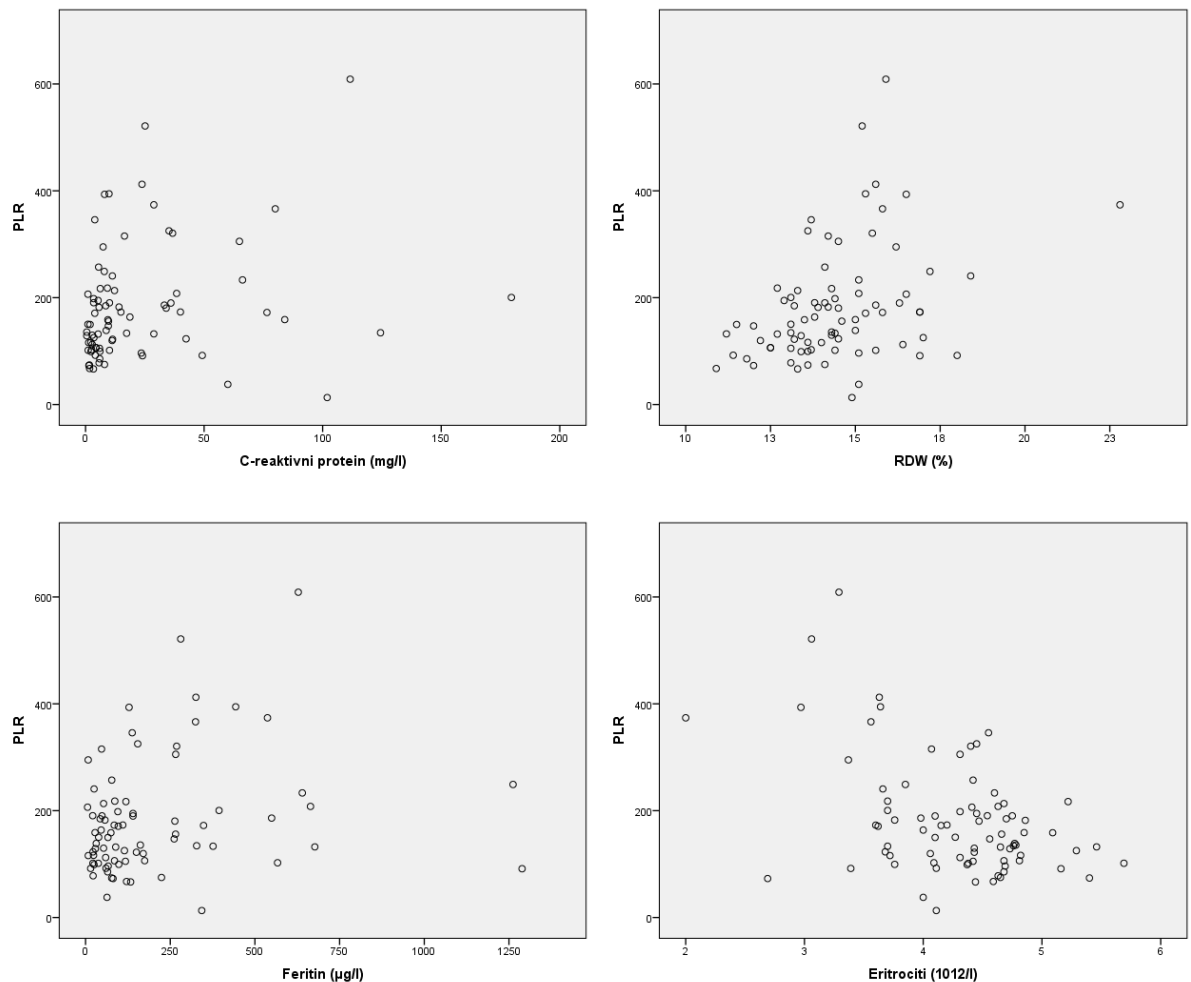 600
400
200
0
PLR
0 50 100 150 200
C-reaktivni protein (mg/l)
600
400
200
0
PLR
10 13 15 18 20 23
RDW (%)
600
400
200
0
PLR
0 250 500 750 1000 1250
Feritin (µg/l)
600
400
200
0
PLR
2 3 4 5 6
Eritrociti (1012/l)